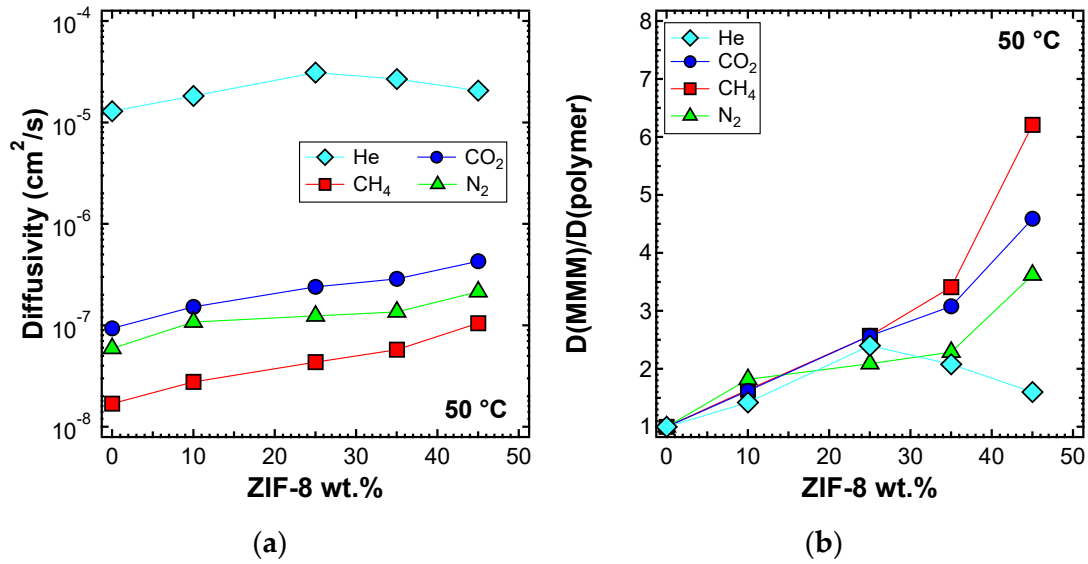 Diffusivity (cm²/s)
10⁻⁴
10⁻⁵
10⁻⁶
10⁻⁷
10⁻⁸
He
CO₂
CH₄
N₂
50 °C
0 10 20 30 40 50
ZIF-8 wt.%
(a)
D(MMM)/D(polymer)
8
7
6
5
4
3
2
1
He
CO₂
CH₄
N₂
50 °C
0 10 20 30 40 50
ZIF-8 wt.%
(b)